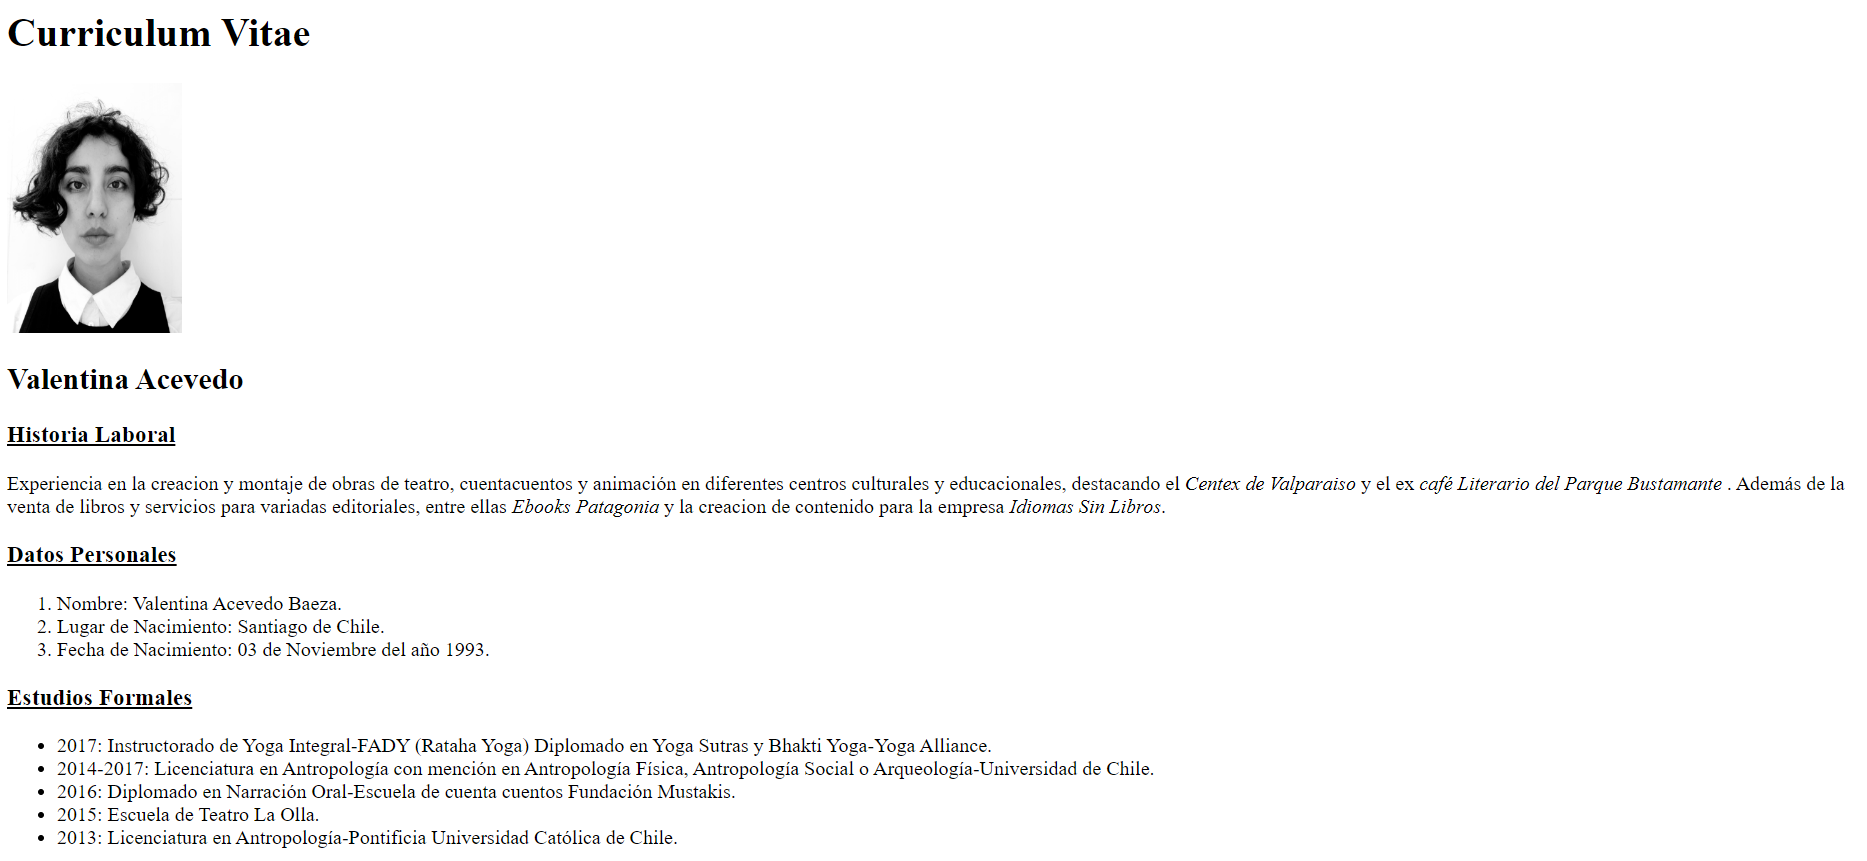 Curriculum Vitae
Valentina Acevedo
Historia Laboral
Experiencia en la creacion y montaje de obras de teatro, cuentacuentos y animación en diferentes centros culturales y educacionales, destacando el Centex de Valparaiso y el ex café Literario del Parque Bustamante . Además de la
venta de libros y servicios para variadas editoriales, entre ellas Ebooks Patagonia y la creacion de contenido para la empresa Idiomas Sin Libros.
Datos Personales
1. Nombre: Valentina Acevedo Baeza.
2. Lugar de Nacimiento: Santiago de Chile.
3. Fecha de Nacimiento: 03 de Noviembre del año 1993.
Estudios Formales
• 2017: Instructorado de Yoga Integral-FADY (Rataha Yoga) Diplomado en Yoga Sutras y Bhakti Yoga-Yoga Alliance.
• 2014-2017: Licenciatura en Antropología con mención en Antropología Física, Antropología Social o Arqueología-Universidad de Chile.
• 2016: Diplomado en Narración Oral-Escuela de cuenta cuentos Fundación Mustakis.
• 2015: Escuela de Teatro La Olla.
• 2013: Licenciatura en Antropología-Pontificia Universidad Católica de Chile.